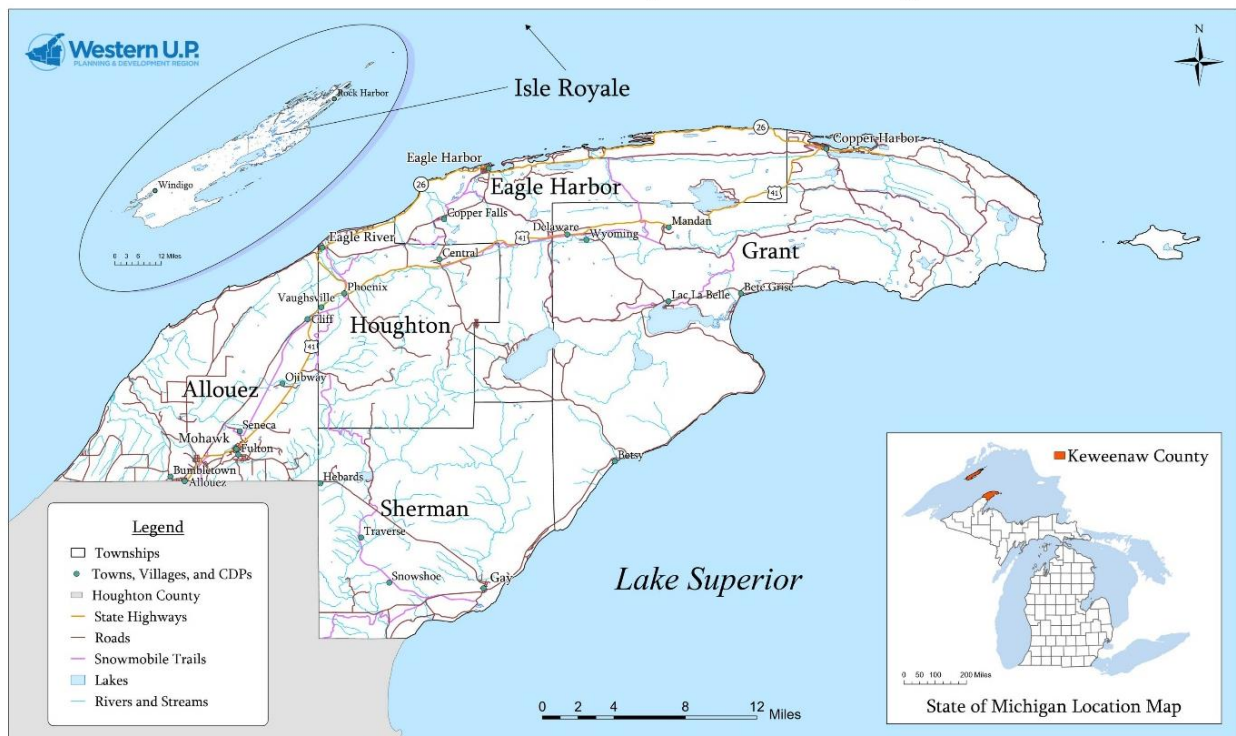 Western U.P.
PLANNING & DEVELOPMENT REGION
N
Isle Royale
Rock Harbor
Windigo
0 3 6 12 Miles
26
Copper Harbor
Eagle Harbor
26
Eagle Harbor
41
Copper Falls
Mandan
Delaware
41
Wyoming
Eagle River
Grant
Central
Phoenix
Bete Grise
Lac La Belle
Vaughsville
Cliff
Houghton
41
Ojibway
Allouez
Seneca
Mohawk
Fulton
Betsy
Bumbletown
Allouez
Hebards
Sherman
Traverse
Snowshoe
Gay
Lake Superior
Legend
Townships
Towns, Villages, and CDPs
Houghton County
State Highways
Roads
Snowmobile Trails
Lakes
Rivers and Streams
0 2 4 8 12
Miles
Keweenaw County
0 50 100 200 Miles
State of Michigan Location Map